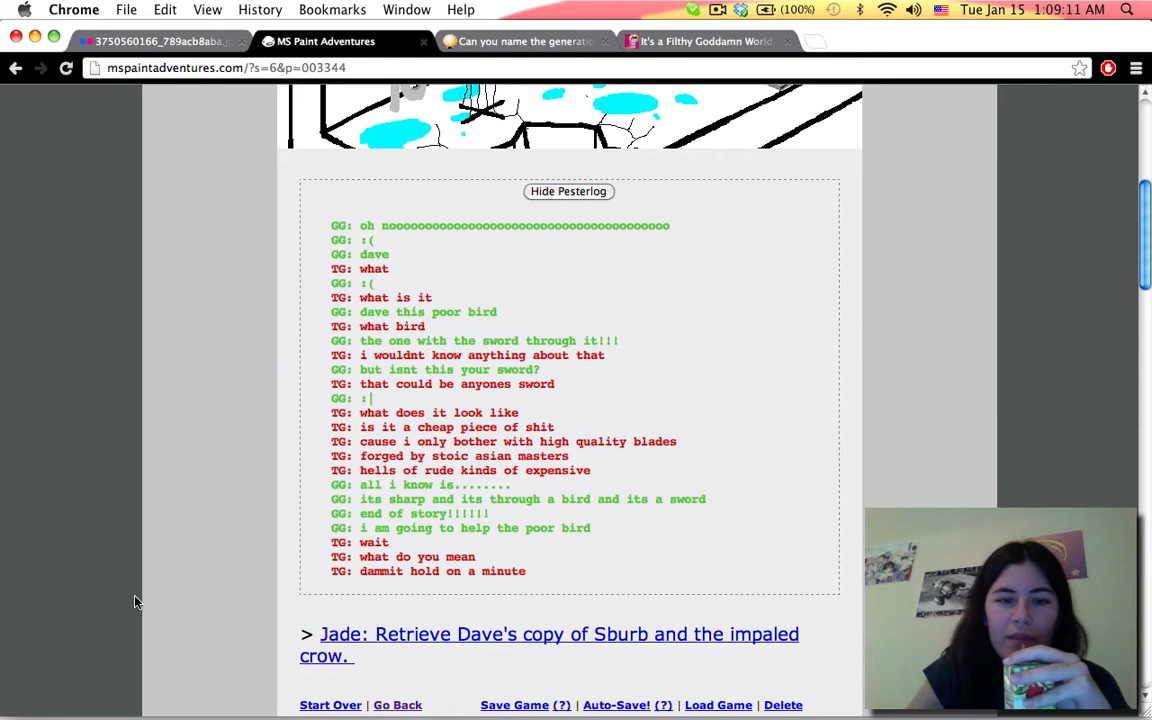 Chrome File Edit View History Bookmarks Window Help (100%) Tue Jan 15 1:09:11 AM
3750560166_789acb8aba.j MS Paint Adventures Can you name the generatio It's a Filthy Goddamn World.
mspaintadventures.com/?s=6&p=003344
Hide Pesterlog
GG: oh noooooooooooooooooooooooooooooooooooooooo
GG: :(
GG: dave
TG: what
GG: :(
TG: what is it
GG: dave this poor bird
TG: what bird
GG: the one with the sword through it!!!
TG: i wouldnt know anything about that
GG: but isnt this your sword?
TG: that could be anyones sword
GG: :|
TG: what does it look like
TG: is it a cheap piece of shit
TG: cause i only bother with high quality blades
TG: forged by stoic asian masters
TG: hells of rude kinds of expensive
GG: all i know is........
GG: its sharp and its through a bird and its a sword
GG: end of story!!!!!!
GG: i am going to help the poor bird
TG: wait
TG: what do you mean
TG: dammit hold on a minute
> Jade: Retrieve Dave's copy of Sburb and the impaled
crow.
Start Over | Go Back Save Game (?) | Auto-Save! (?) | Load Game | Delete